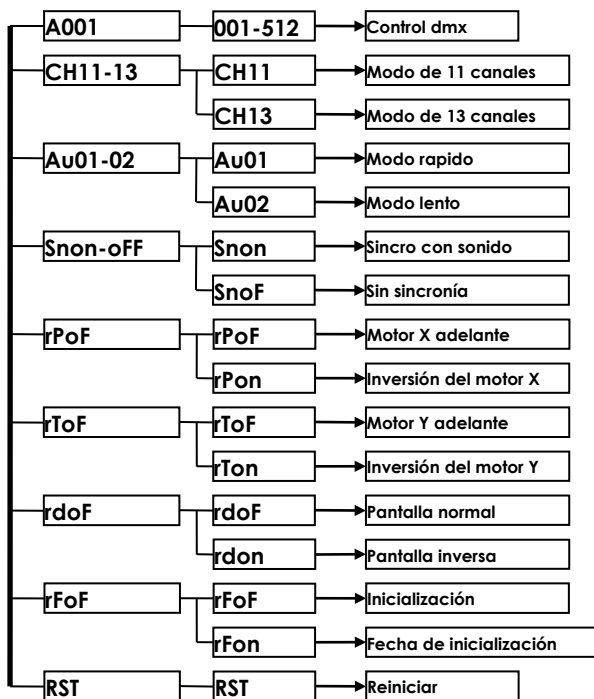 A001 001-512 Control dmx
CH11-13 CH11 Modo de 11 canales
CH13 Modo de 13 canales
Au01-02 Au01 Modo rapido
Au02 Modo lento
Snon-oFF Snon Sincro con sonido
SnoF Sin sincronía
rPoF rPoF Motor X adelante
rPon Inversión del motor X
rToF rToF Motor Y adelante
rTon Inversión del motor Y
rdoF rdoF Pantalla normal
rdon Pantalla inversa
rFoF rFoF Inicialización
rFon Fecha de inicialización
RST RST Reiniciar